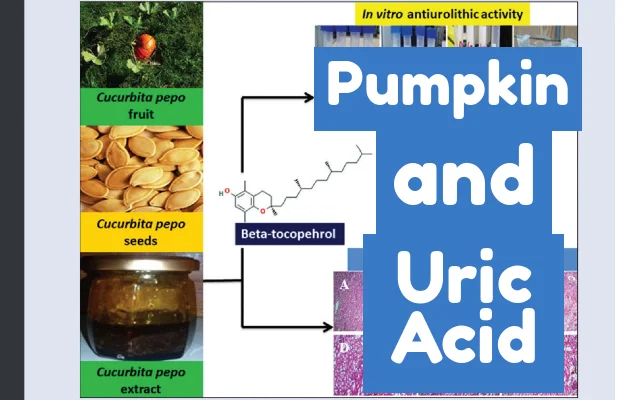 In vitro antiurolithic activity
Pumpkin
and
Uric
Acid
Cucurbita pepo
fruit
Cucurbita pepo
seeds
Cucurbita pepo
extract
H O
O
Beta-tocopehrol
A
D